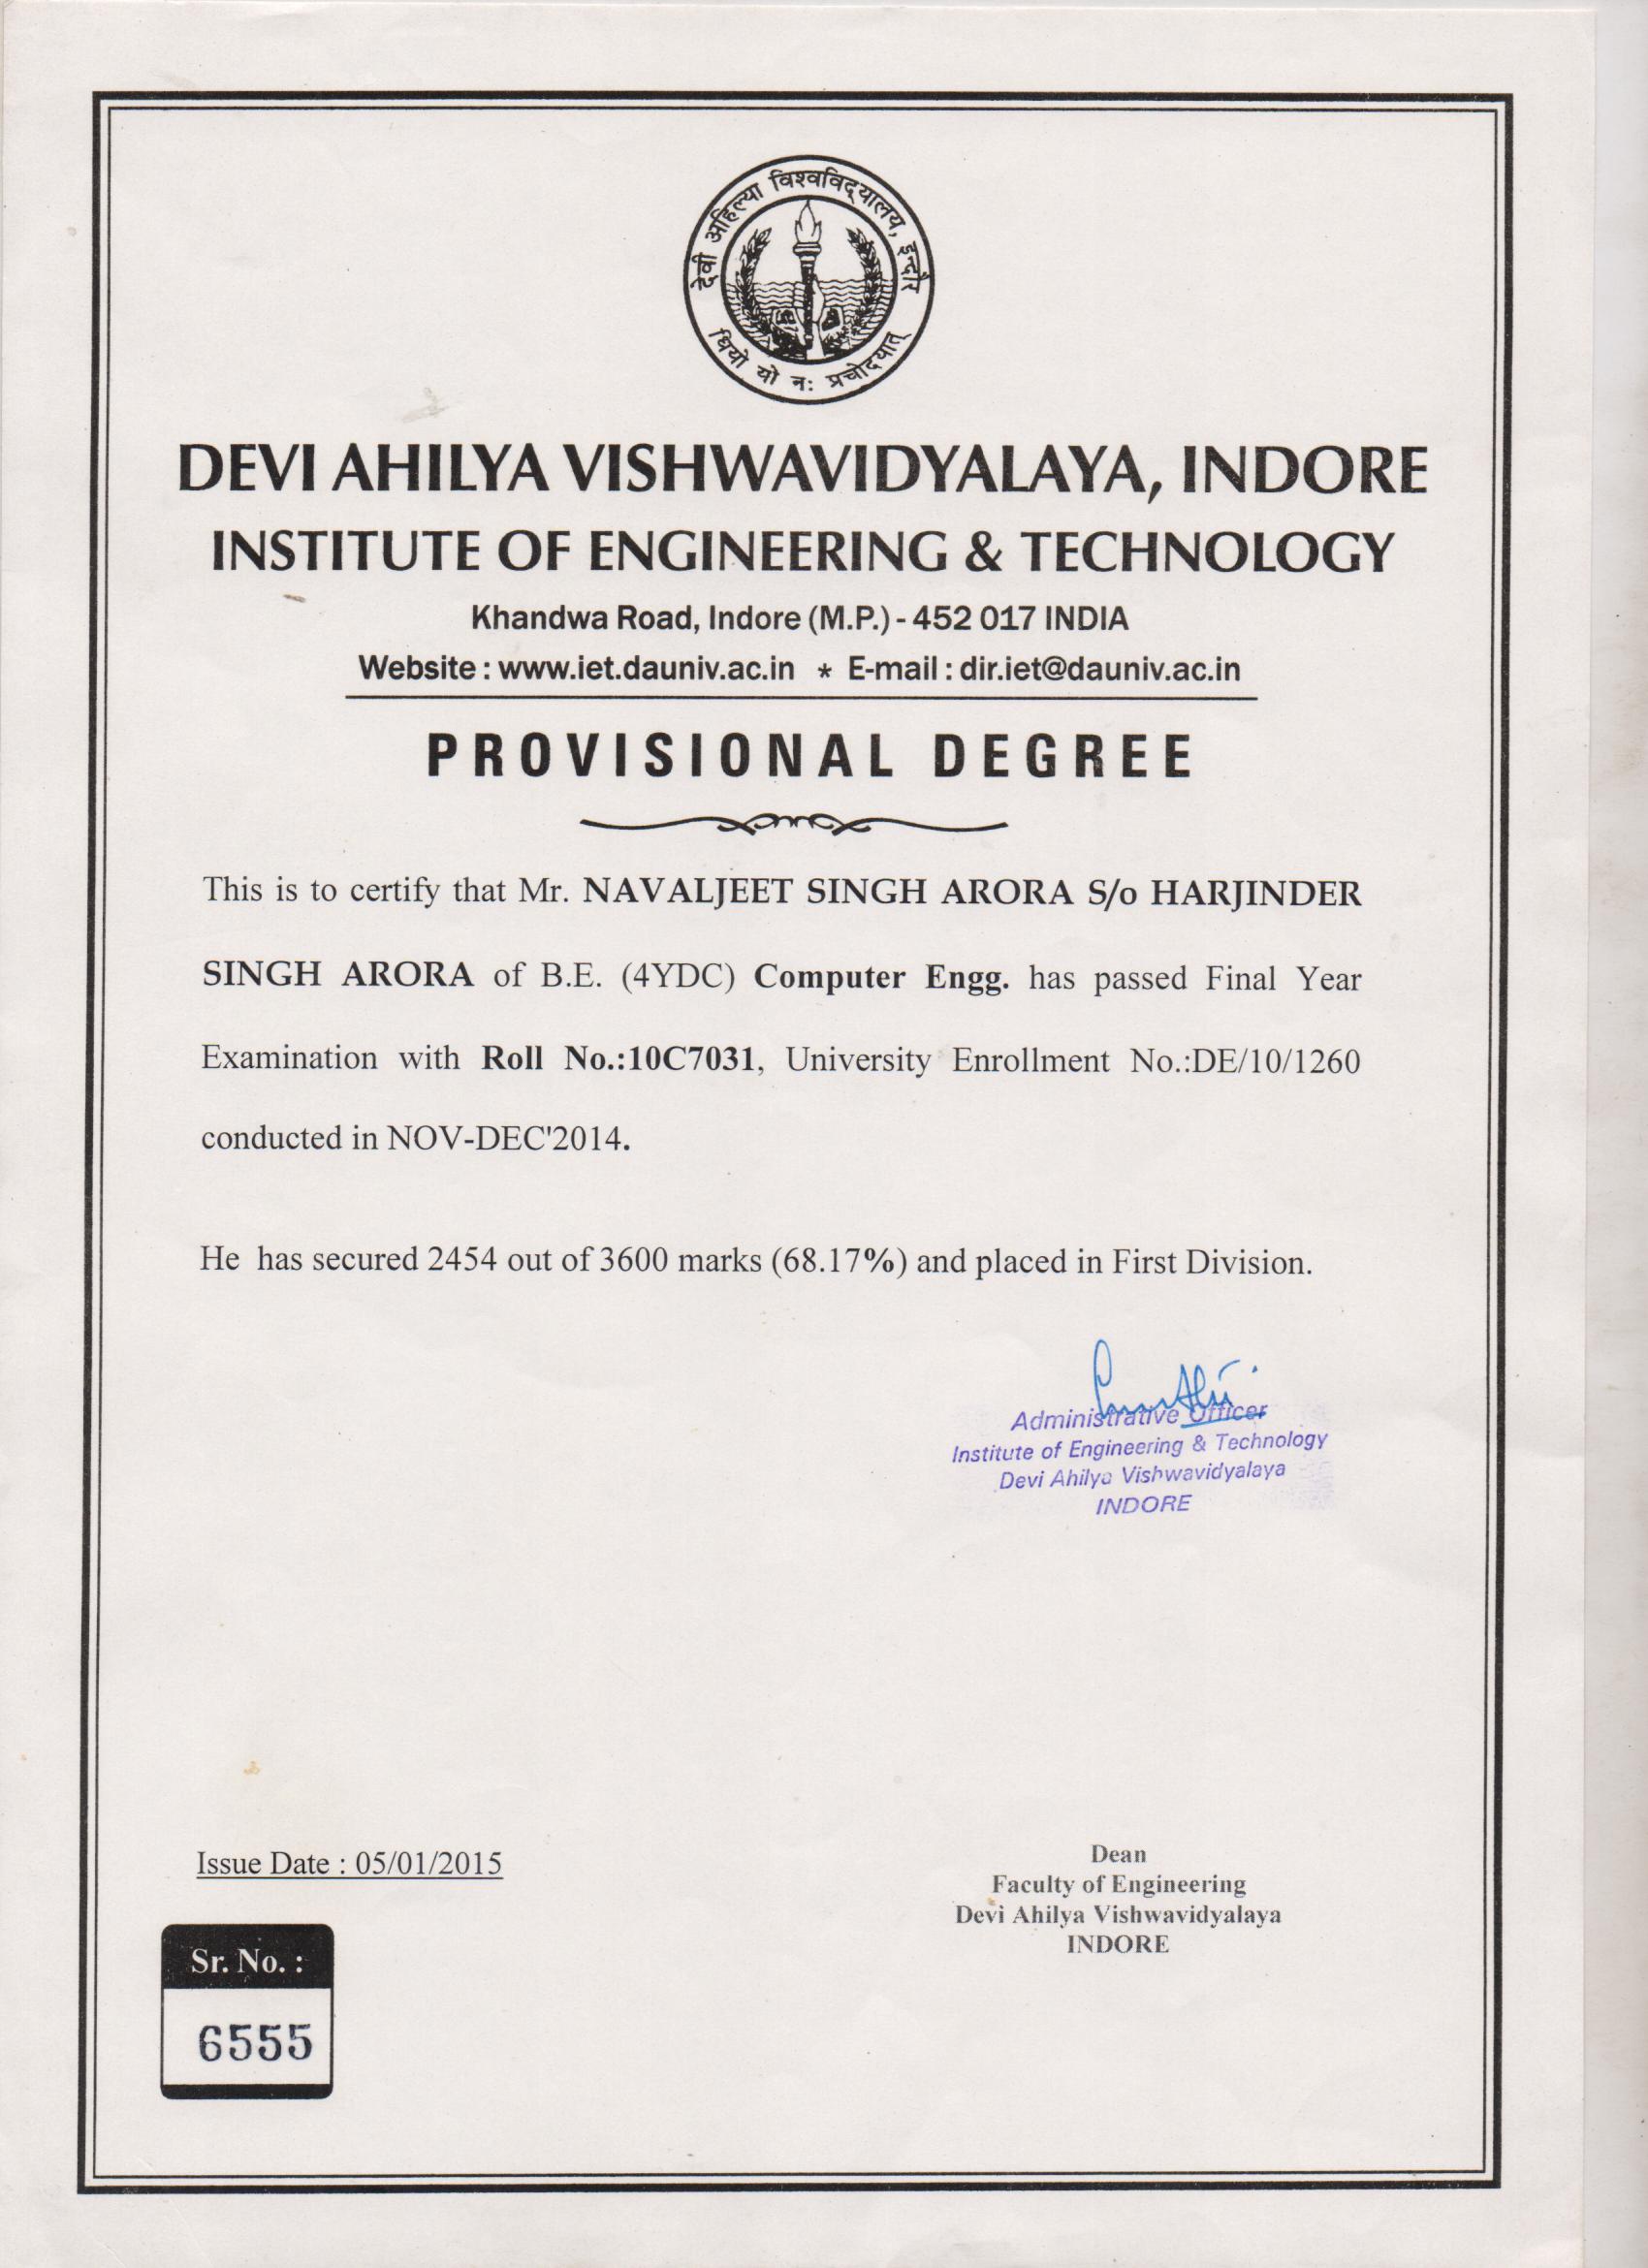 देवी अहिल्या विश्वविद्यालय, इन्दौर
धियो यो नः प्रचोदयात्
DEVI AHILYA VISHWAVIDYALAYA, INDORE
INSTITUTE OF ENGINEERING & TECHNOLOGY
Khandwa Road, Indore (M.P.) - 452 017 INDIA
Website : www.iet.dauniv.ac.in * E-mail : dir.iet@dauniv.ac.in
PROVISIONAL DEGREE
This is to certify that Mr. NAVALJEET SINGH ARORA S/o HARJINDER
SINGH ARORA of B.E. (4YDC) Computer Engg. has passed Final Year
Examination with Roll No.:10C7031, University Enrollment No.:DE/10/1260
conducted in NOV-DEC'2014.
He has secured 2454 out of 3600 marks (68.17%) and placed in First Division.
Administrative Officer
Institute of Engineering & Technology
Devi Ahilya Vishwavidyalaya
INDORE
Issue Date : 05/01/2015
Dean
Faculty of Engineering
Devi Ahilya Vishwavidyalaya
INDORE
Sr. No. :
6555